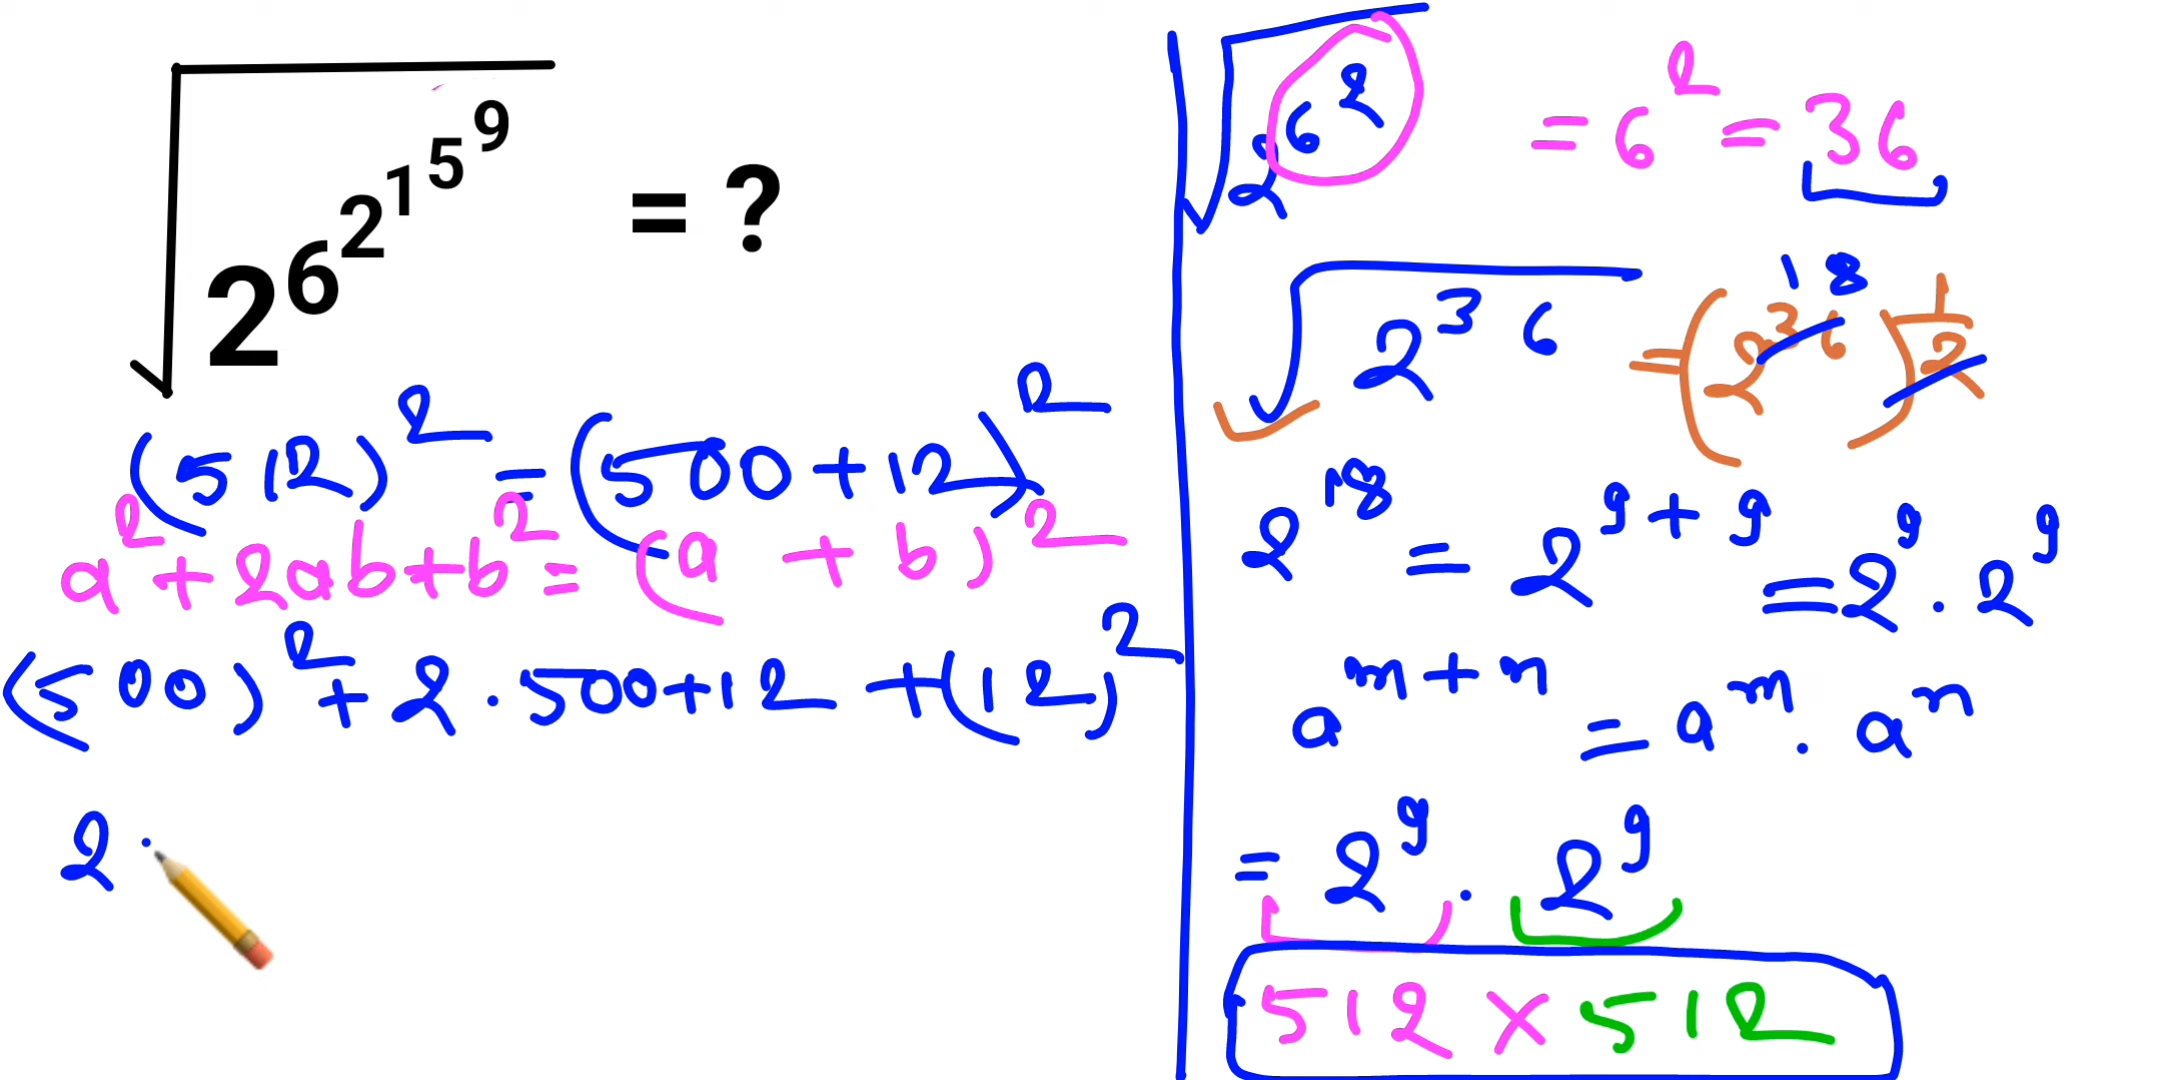 √2^6^2^1^5^9 = ?
(512)² = (500+12)²
a²+2ab+b² = (a + b)²
(500)² + 2·500+12 + (12)²
2 ·
√2^6^2 = 6² = 36
√2^36 = (2^36)^1/2 18
2^18 = 2^9+9 = 2^9 . 2^9
a^m+n = a^m . a^n
= 2^9 . 2^9
512 × 512